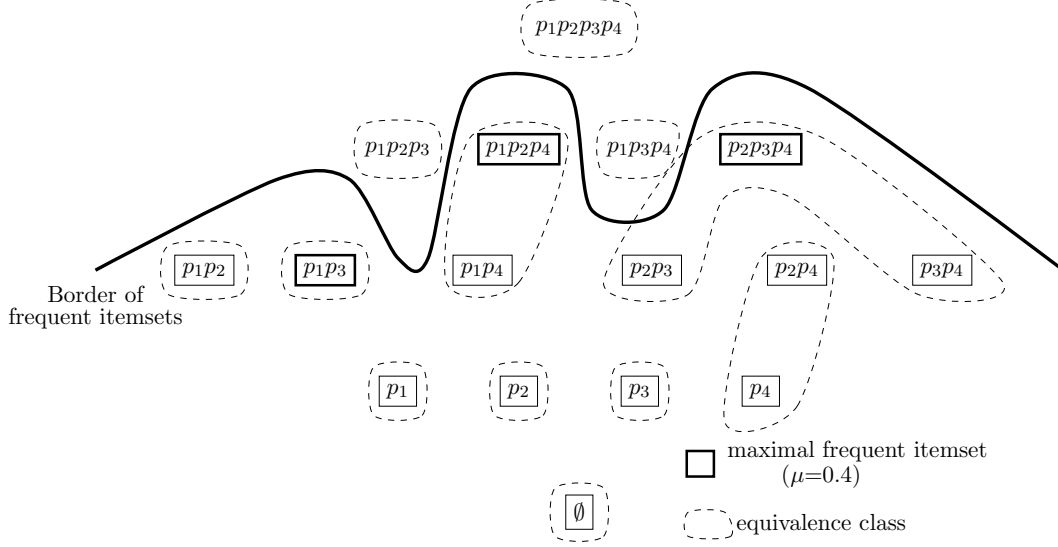 p₁p₂p₃p₄
p₁p₂p₃ p₁p₂p₄ p₁p₃p₄ p₂p₃p₄
p₁p₂ p₁p₃ p₁p₄ p₂p₃ p₂p₄ p₃p₄
Border of
frequent itemsets
p₁ p₂ p₃ p₄
maximal frequent itemset
(μ=0.4)
∅
equivalence class